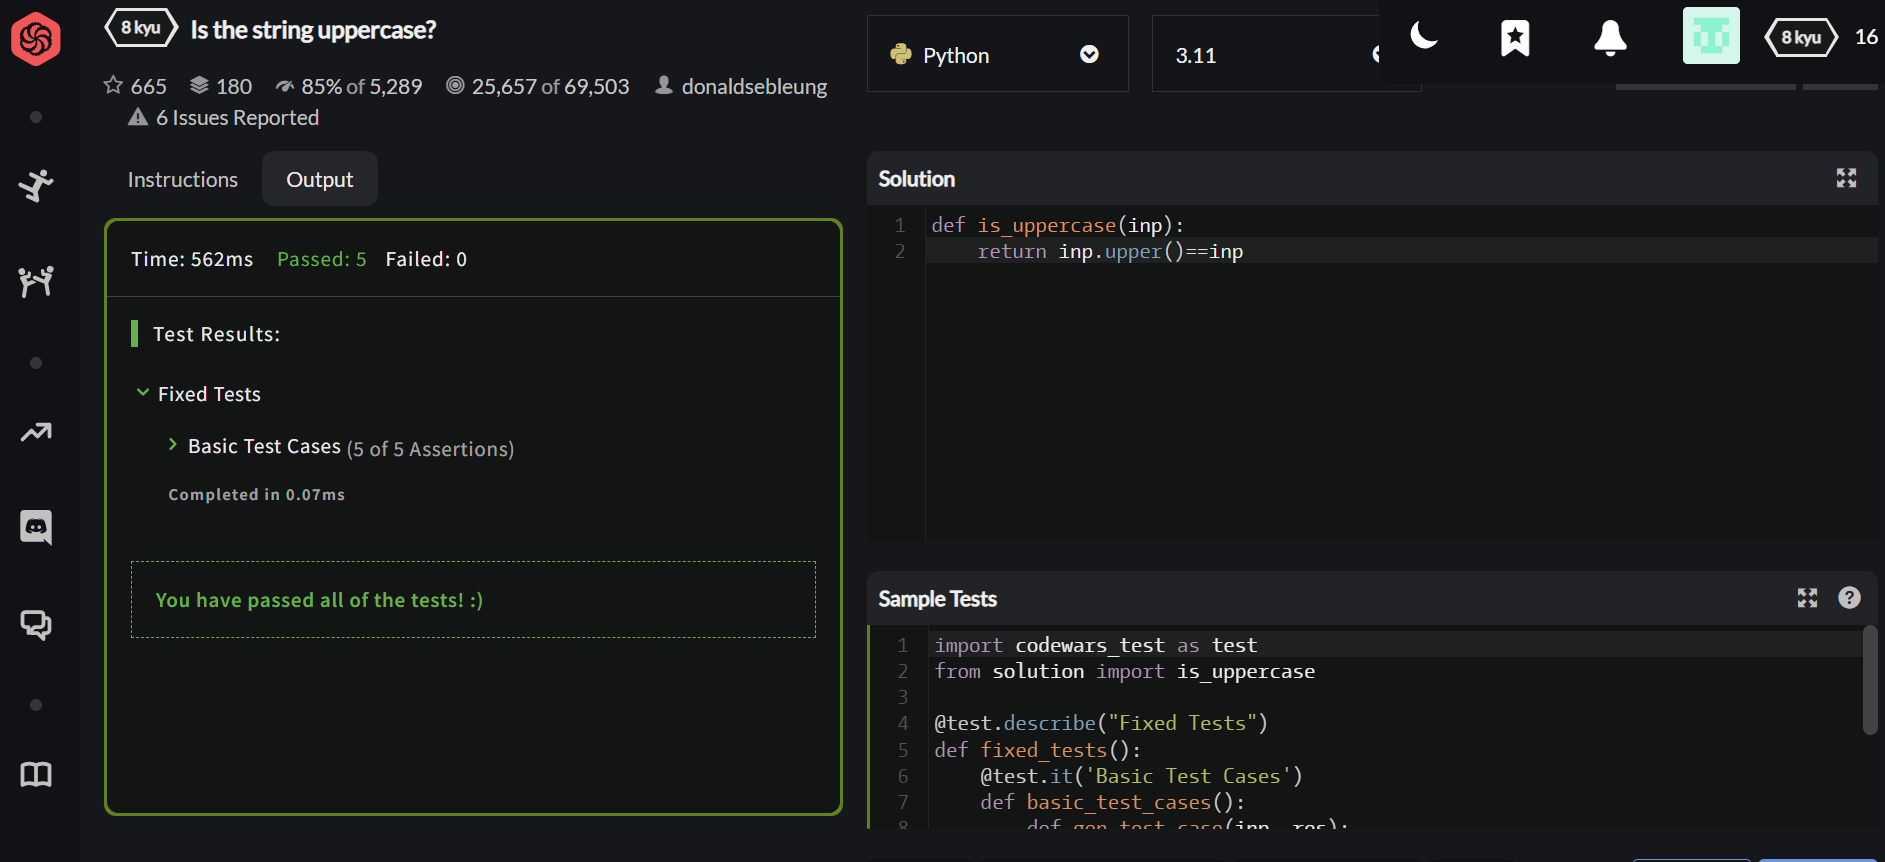 8 kyu Is the string uppercase?
665 180 85% of 5,289 25,657 of 69,503 donaldsebleung
6 Issues Reported
Python 3.11
8 kyu 16
Instructions Output
Time: 562ms Passed: 5 Failed: 0
Test Results:
Fixed Tests
Basic Test Cases (5 of 5 Assertions)
Completed in 0.07ms
You have passed all of the tests! :)
Solution
1 def is_uppercase(inp):
2     return inp.upper()==inp
Sample Tests
?
1 import codewars_test as test
2 from solution import is_uppercase
3
4 @test.describe("Fixed Tests")
5 def fixed_tests():
6     @test.it('Basic Test Cases')
7     def basic_test_cases():
8         def gen_test_case(inp, res):